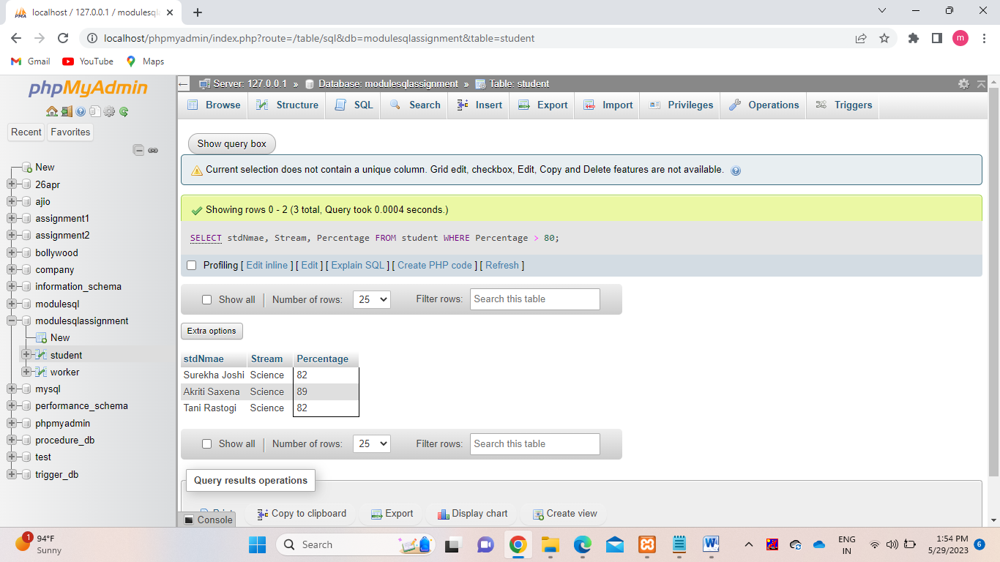 localhost / 127.0.0.1 / modulesql
localhost/phpmyadmin/index.php?route=/table/sql&db=modulesqlassignment&table=student
m
Gmail YouTube Maps
phpMyAdmin
Recent Favorites
New
26apr
ajio
assignment1
assignment2
bollywood
company
information_schema
modulesql
modulesqlassignment
New
student
worker
mysql
performance_schema
phpmyadmin
procedure_db
test
trigger_db
Server: 127.0.0.1 » Database: modulesqlassignment » Table: student
Browse Structure SQL Search Insert Export Import Privileges Operations Triggers
Show query box
Current selection does not contain a unique column. Grid edit, checkbox, Edit, Copy and Delete features are not available.
Showing rows 0 - 2 (3 total, Query took 0.0004 seconds.)
SELECT stdNmae, Stream, Percentage FROM student WHERE Percentage > 80;
Profiling [ Edit inline ] [ Edit ] [ Explain SQL ] [ Create PHP code ] [ Refresh ]
Show all | Number of rows: 25 Filter rows: Search this table
Extra options
stdNmae Stream Percentage
Surekha Joshi Science 82
Akriti Saxena Science 89
Tani Rastogi Science 82
Show all | Number of rows: 25 Filter rows: Search this table
Query results operations
Print Copy to clipboard Export Display chart Create view
Console
1 94°F
Sunny
Search
ENG
IN
1:54 PM
5/29/2023
6